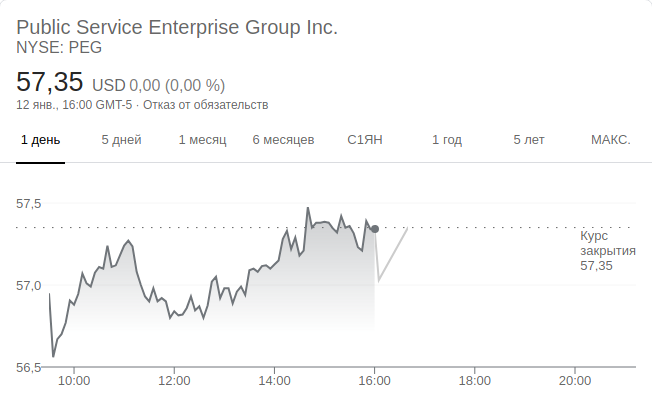 Public Service Enterprise Group Inc.
NYSE: PEG
57,35 USD 0,00 (0,00 %)
12 янв., 16:00 GMT-5 · Отказ от обязательств
1 день 5 дней 1 месяц 6 месяцев С1ЯН 1 год 5 лет МАКС.
57,5
57,0
56,5
Курс
закрытия
57,35
10:00 12:00 14:00 16:00 18:00 20:00